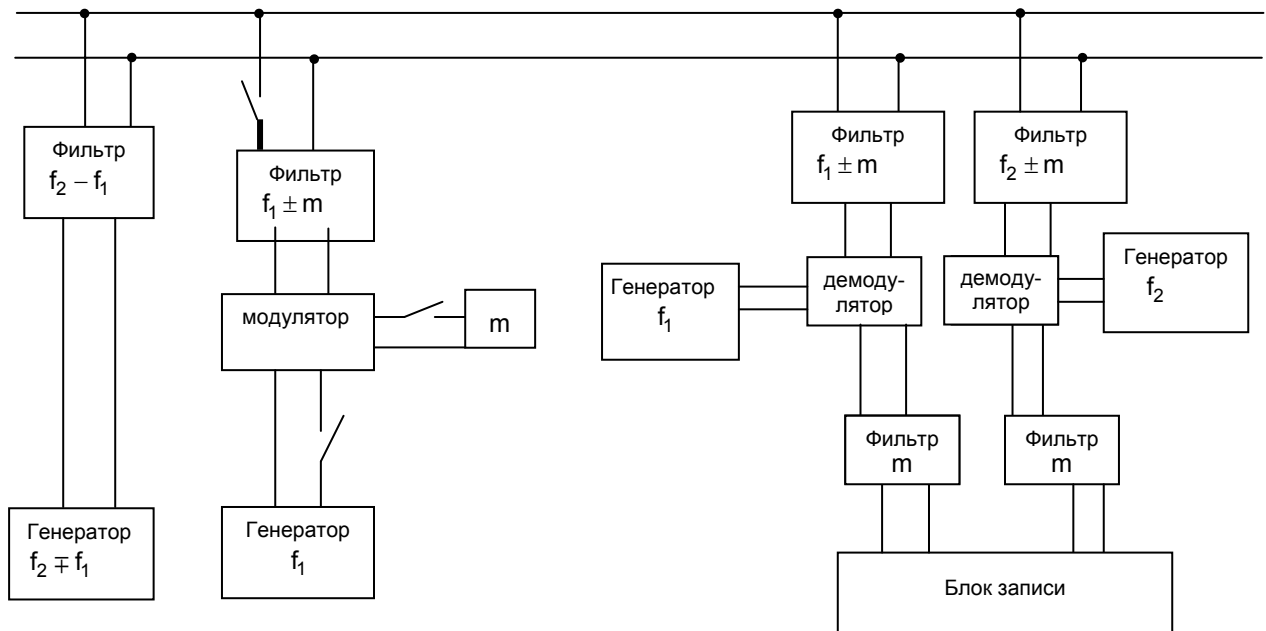 Фильтр
f₂ − f₁
Фильтр
f₁ ± m
модулятор
m
Генератор
f₂ ∓ f₁
Генератор
f₁
Фильтр
f₁ ± m
Фильтр
f₂ ± m
Генератор
f₁
демоду-
лятор
демоду-
лятор
Генератор
f₂
Фильтр
m
Фильтр
m
Блок записи